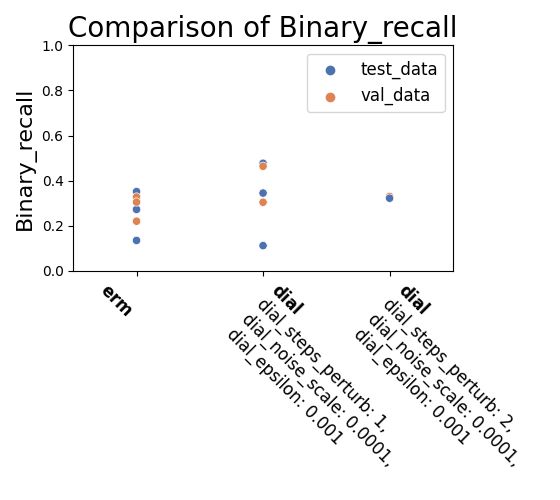 Comparison of Binary_recall
Binary_recall
1.0
0.8
0.6
0.4
0.2
0.0
test_data
val_data
erm
dial
dial_steps_perturb: 1,
dial_noise_scale: 0.0001,
dial_epsilon: 0.001
dial
dial_steps_perturb: 2,
dial_noise_scale: 0.0001,
dial_epsilon: 0.001